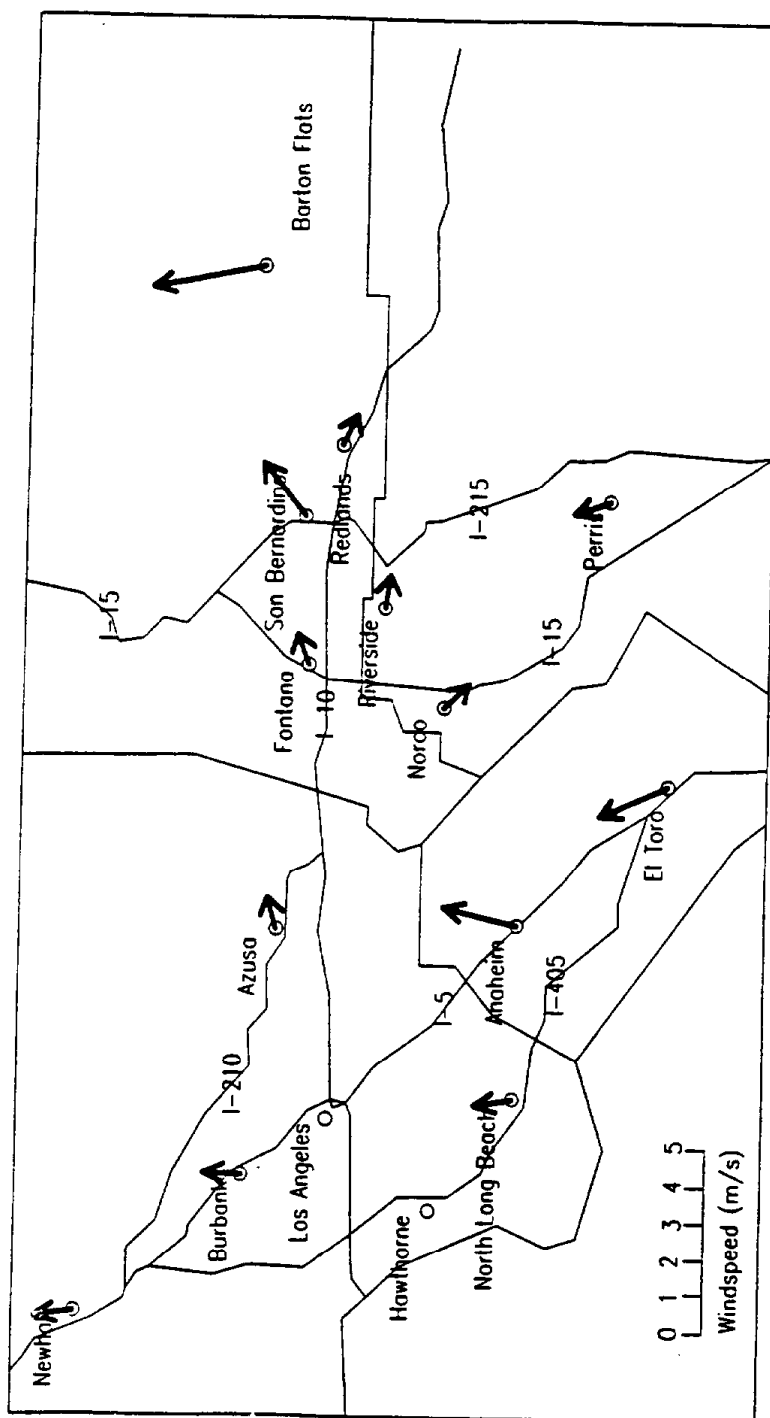 Newhall
I-15
Burbank
I-210
Azusa
San Bernardino
Fontana
Los Angeles
Barton Flats
I-10
Redlands
Riverside
Hawthorne
Norco
I-5
I-215
North Long Beach
Anaheim
I-405
I-15
Perris
El Toro
0 1 2 3 4 5
Windspeed (m/s)